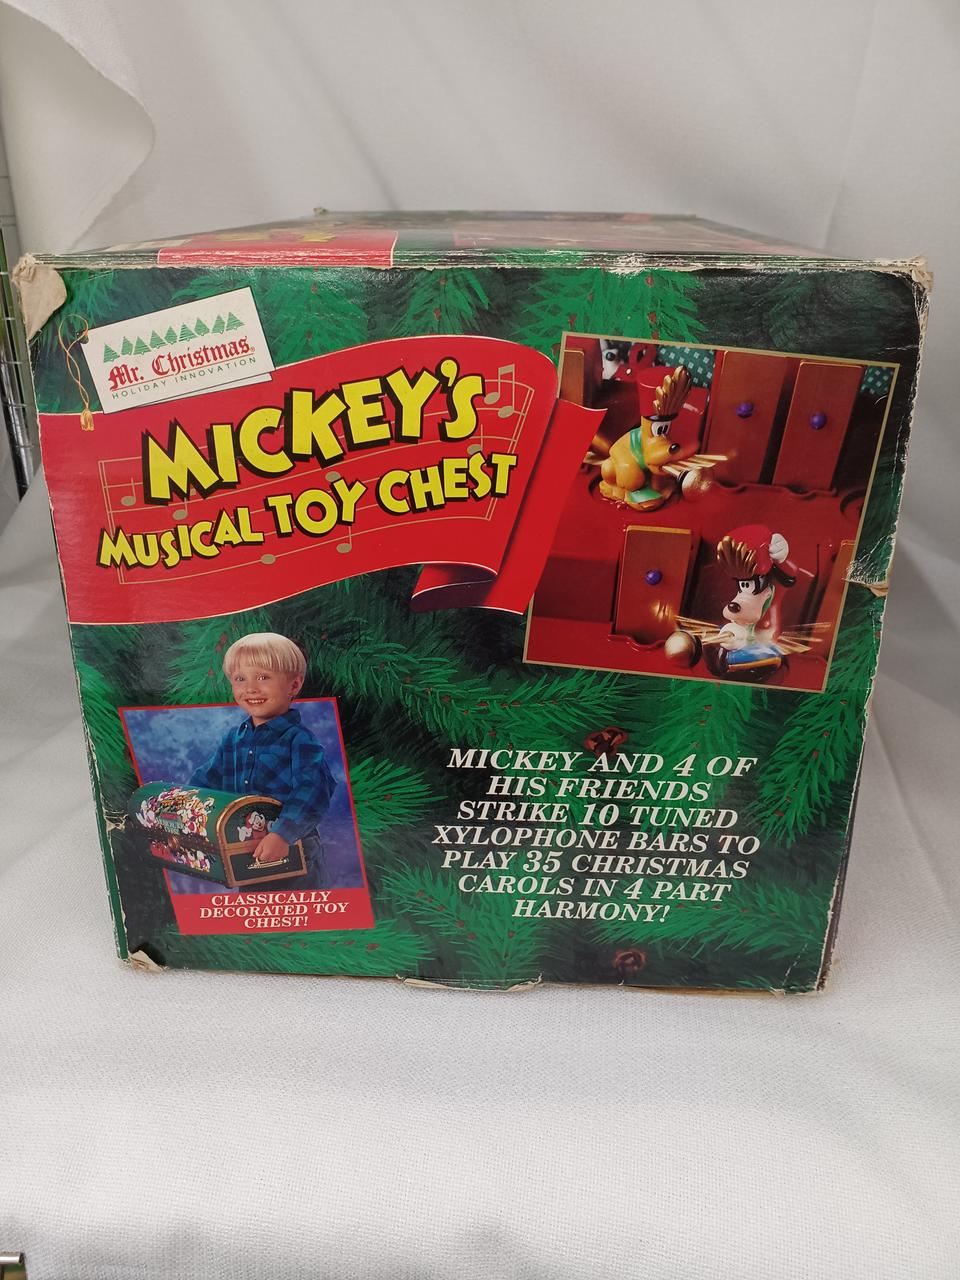 Mr. Christmas®
HOLIDAY INNOVATION
MICKEY'S
MUSICAL TOY CHEST
MICKEY AND 4 OF
HIS FRIENDS
STRIKE 10 TUNED
XYLOPHONE BARS TO
PLAY 35 CHRISTMAS
CAROLS IN 4 PART
HARMONY!
CLASSICALLY
DECORATED TOY
CHEST!